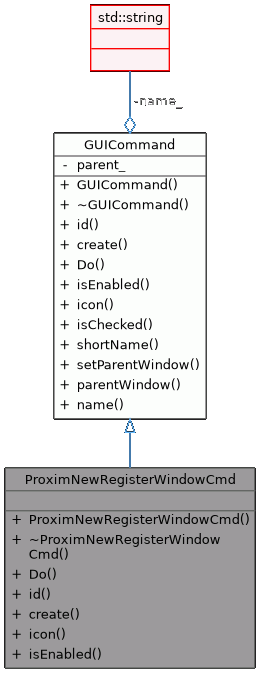 std::string
-name_
GUICommand
- parent_
+ GUICommand()
+ ~GUICommand()
+ id()
+ create()
+ Do()
+ isEnabled()
+ icon()
+ isChecked()
+ shortName()
+ setParentWindow()
+ parentWindow()
+ name()
ProximNewRegisterWindowCmd
+ ProximNewRegisterWindowCmd()
+ ~ProximNewRegisterWindow
Cmd()
+ Do()
+ id()
+ create()
+ icon()
+ isEnabled()